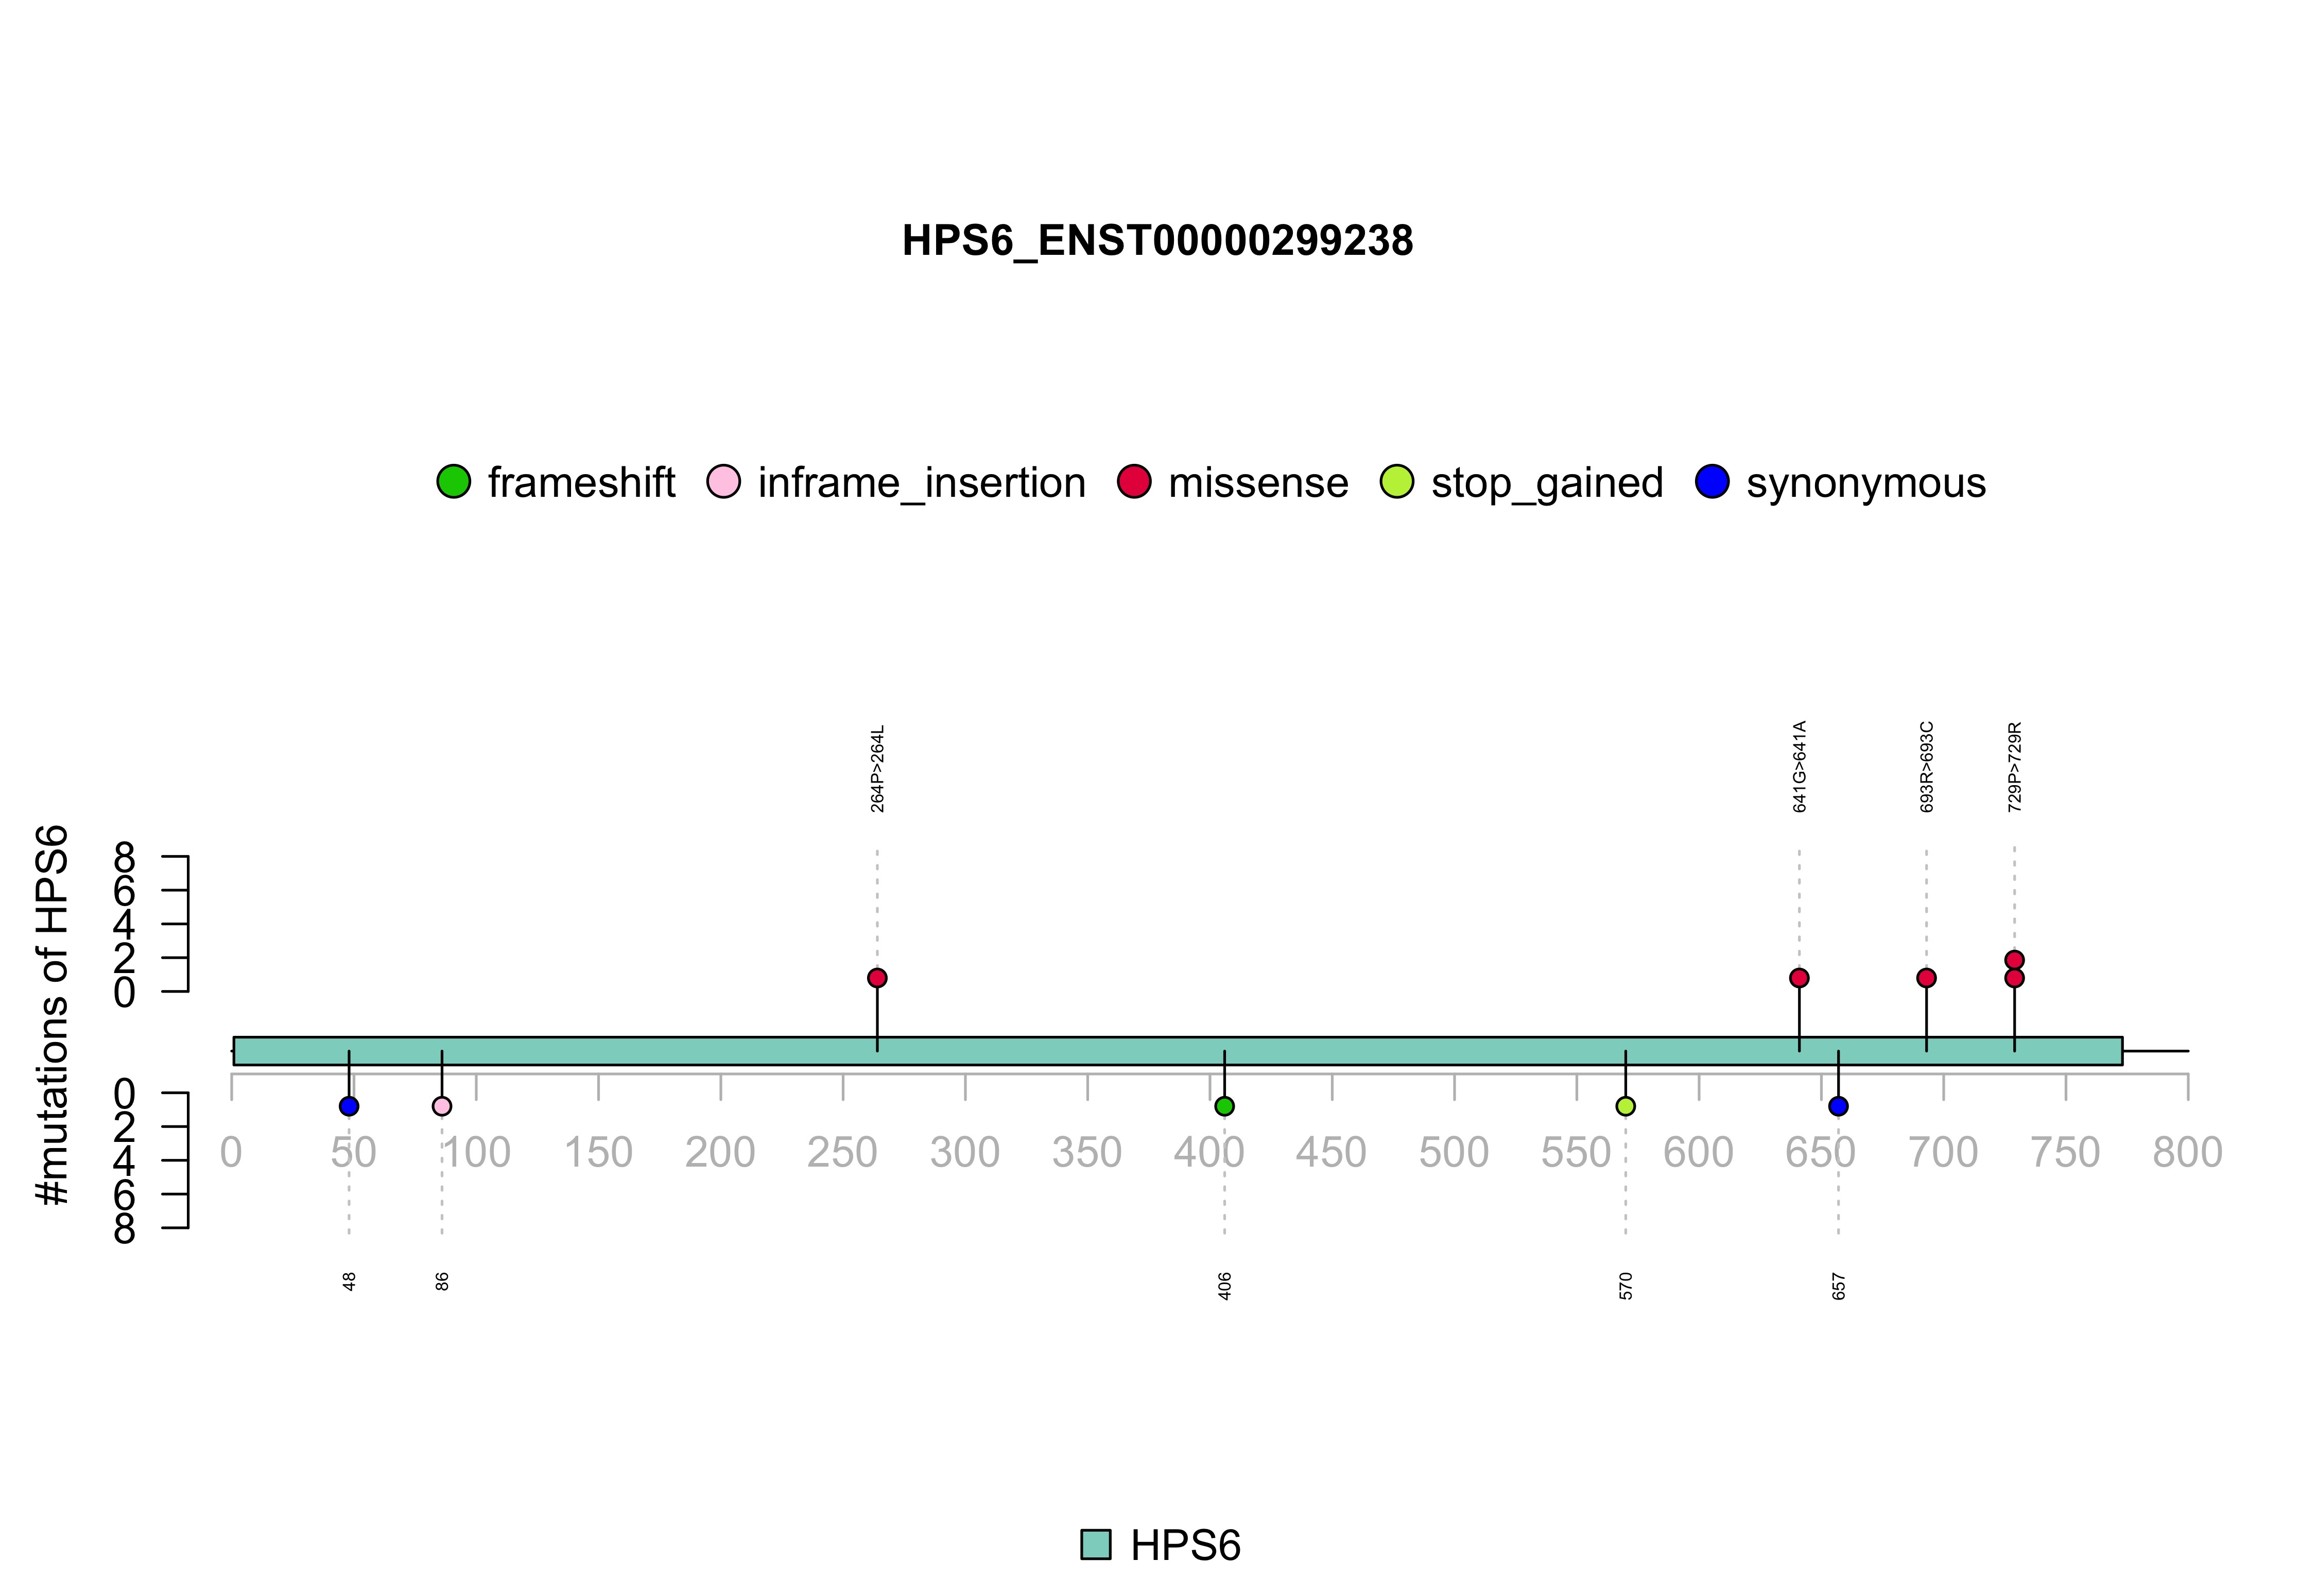 HPS6_ENST00000299238
frameshift inframe_insertion missense stop_gained synonymous
264P>264L 641G>641A 693R>693C 729P>729R
#mutations of HPS6
8
6
4
2
0
0
2
4
6
8
0 50 100 150 200 250 300 350 400 450 500 550 600 650 700 750 800
48 86 406 570 657
HPS6